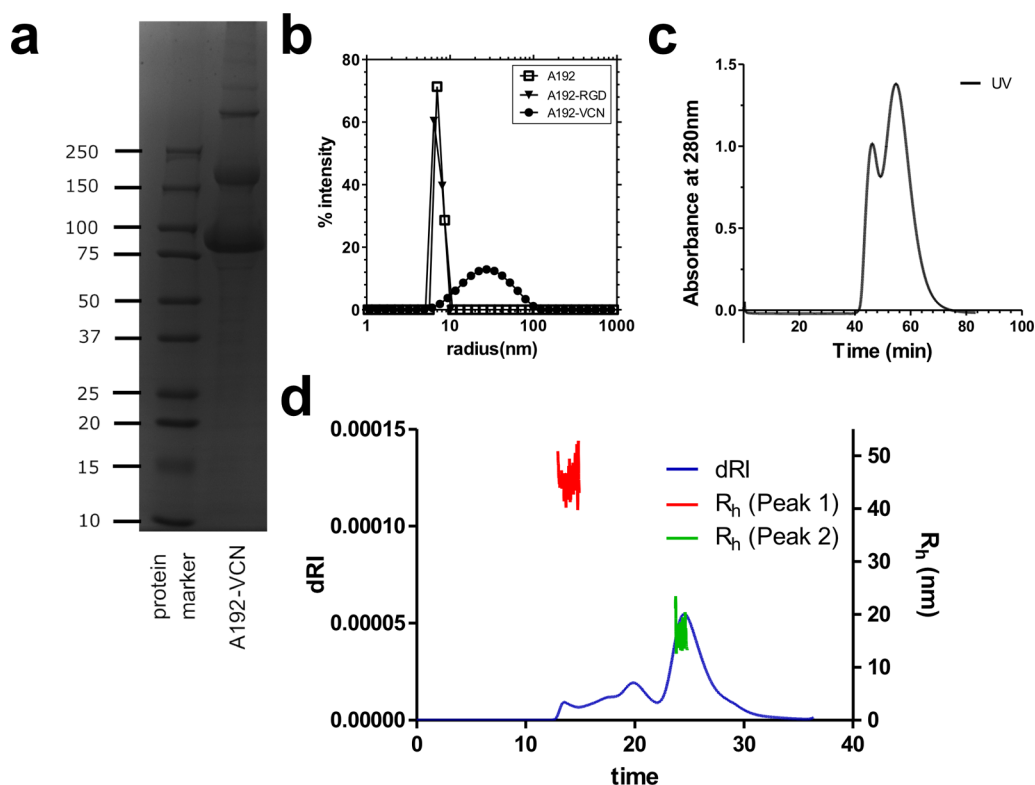 a
250
150
100
75
50
37
25
20
15
10
protein
marker
A192-VCN
b
80
60
40
20
0
% intensity
1
10
100
1000
radius(nm)
A192
A192-RGD
A192-VCN
c
1.5
1.0
0.5
0.0
Absorbance at 280nm
20
40
60
80
100
Time (min)
UV
d
0.00015
0.00010
0.00005
0.00000
dRI
0
10
20
30
40
time
50
40
30
20
10
0
Rh (nm)
dRI
Rh (Peak 1)
Rh (Peak 2)